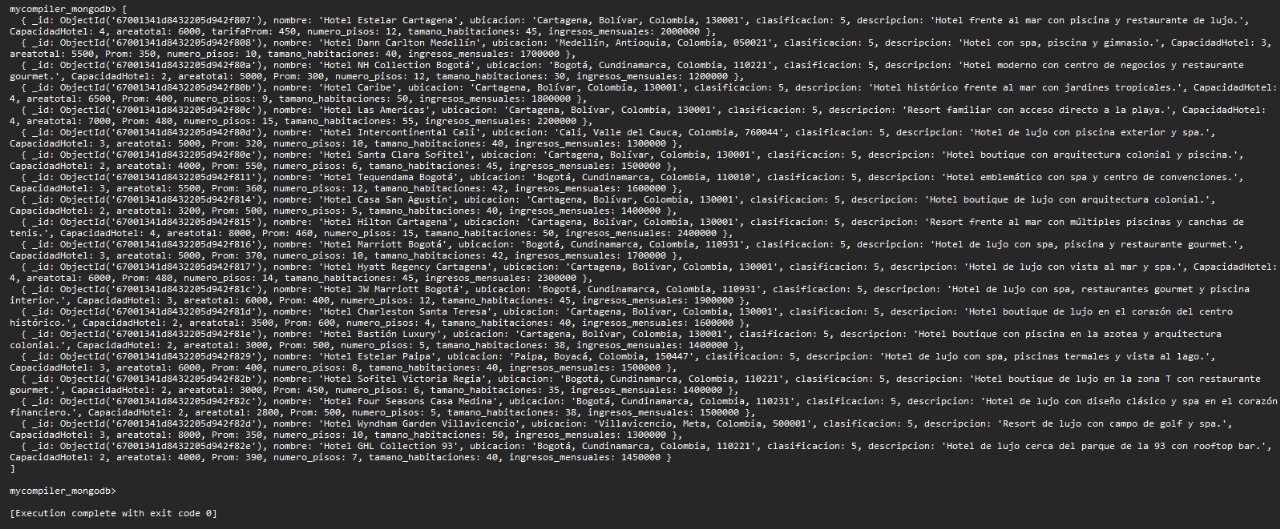 mycompiler_mongodb> [
  { _id: ObjectId('67001341d8432205d942f807'), nombre: 'Hotel Estelar Cartagena', ubicacion: 'Cartagena, Bolívar, Colombia, 130001', clasificacion: 5, descripcion: 'Hotel frente al mar con piscina y restaurante de lujo.',
CapacidadHotel: 4, areatotal: 6000, tarifaProm: 450, numero_pisos: 12, tamano_habitaciones: 45, ingresos_mensuales: 2000000 },
  { _id: ObjectId('67001341d8432205d942f808'), nombre: 'Hotel Dann Carlton Medellín', ubicacion: 'Medellín, Antioquia, Colombia, 050021', clasificacion: 5, descripcion: 'Hotel con spa, piscina y gimnasio.', CapacidadHotel: 3,
areatotal: 5500, Prom: 350, numero_pisos: 10, tamano_habitaciones: 40, ingresos_mensuales: 1700000 },
  { _id: ObjectId('67001341d8432205d942f80a'), nombre: 'Hotel NH Collection Bogotá', ubicacion: 'Bogotá, Cundinamarca, Colombia, 110221', clasificacion: 5, descripcion: 'Hotel moderno con centro de negocios y restaurante
gourmet.', CapacidadHotel: 2, areatotal: 5000, Prom: 300, numero_pisos: 12, tamano_habitaciones: 30, ingresos_mensuales: 1200000 },
  { _id: ObjectId('67001341d8432205d942f80b'), nombre: 'Hotel Caribe', ubicacion: 'Cartagena, Bolívar, Colombia, 130001', clasificacion: 5, descripcion: 'Hotel histórico frente al mar con jardines tropicales.', CapacidadHotel:
4, areatotal: 6500, Prom: 400, numero_pisos: 9, tamano_habitaciones: 50, ingresos_mensuales: 1800000 },
  { _id: ObjectId('67001341d8432205d942f80c'), nombre: 'Hotel Las Americas', ubicacion: 'Cartagena, Bolívar, Colombia, 130001', clasificacion: 5, descripcion: 'Resort familiar con acceso directo a la playa.', CapacidadHotel:
4, areatotal: 7000, Prom: 480, numero_pisos: 15, tamano_habitaciones: 55, ingresos_mensuales: 2200000 },
  { _id: ObjectId('67001341d8432205d942f80d'), nombre: 'Hotel Intercontinental Cali', ubicacion: 'Cali, Valle del Cauca, Colombia, 760044', clasificacion: 5, descripcion: 'Hotel de lujo con piscina exterior y spa.',
CapacidadHotel: 3, areatotal: 5000, Prom: 320, numero_pisos: 10, tamano_habitaciones: 40, ingresos_mensuales: 1300000 },
  { _id: ObjectId('67001341d8432205d942f80e'), nombre: 'Hotel Santa Clara Sofitel', ubicacion: 'Cartagena, Bolívar, Colombia, 130001', clasificacion: 5, descripcion: 'Hotel boutique con arquitectura colonial y piscina.',
CapacidadHotel: 2, areatotal: 4000, Prom: 550, numero_pisos: 6, tamano_habitaciones: 45, ingresos_mensuales: 1500000 },
  { _id: ObjectId('67001341d8432205d942f811'), nombre: 'Hotel Tequendama Bogotá', ubicacion: 'Bogotá, Cundinamarca, Colombia, 110010', clasificacion: 5, descripcion: 'Hotel emblemático con spa y centro de convenciones.',
CapacidadHotel: 3, areatotal: 5500, Prom: 360, numero_pisos: 12, tamano_habitaciones: 42, ingresos_mensuales: 1600000 },
  { _id: ObjectId('67001341d8432205d942f814'), nombre: 'Hotel Casa San Agustín', ubicacion: 'Cartagena, Bolívar, Colombia, 130001', clasificacion: 5, descripcion: 'Hotel boutique de lujo con arquitectura colonial.',
CapacidadHotel: 2, areatotal: 3200, Prom: 500, numero_pisos: 5, tamano_habitaciones: 40, ingresos_mensuales: 1400000 },
  { _id: ObjectId('67001341d8432205d942f815'), nombre: 'Hotel Hilton Cartagena', ubicacion: 'Cartagena, Bolívar, Colombia, 130001', clasificacion: 5, descripcion: 'Resort frente al mar con múltiples piscinas y canchas de
tenis.', CapacidadHotel: 4, areatotal: 8000, Prom: 460, numero_pisos: 15, tamano_habitaciones: 50, ingresos_mensuales: 2400000 },
  { _id: ObjectId('67001341d8432205d942f816'), nombre: 'Hotel Marriott Bogotá', ubicacion: 'Bogotá, Cundinamarca, Colombia, 110931', clasificacion: 5, descripcion: 'Hotel de lujo con spa, piscina y restaurante gourmet.',
CapacidadHotel: 3, areatotal: 5000, Prom: 370, numero_pisos: 10, tamano_habitaciones: 42, ingresos_mensuales: 1700000 },
  { _id: ObjectId('67001341d8432205d942f817'), nombre: 'Hotel Hyatt Regency Cartagena', ubicacion: 'Cartagena, Bolívar, Colombia, 130001', clasificacion: 5, descripcion: 'Hotel de lujo con vista al mar y spa.', CapacidadHotel:
4, areatotal: 6000, Prom: 480, numero_pisos: 14, tamano_habitaciones: 45, ingresos_mensuales: 2300000 },
  { _id: ObjectId('67001341d8432205d942f81c'), nombre: 'Hotel JW Marriott Bogotá', ubicacion: 'Bogotá, Cundinamarca, Colombia, 110931', clasificacion: 5, descripcion: 'Hotel de lujo con spa, restaurantes gourmet y piscina
interior.', CapacidadHotel: 3, areatotal: 6000, Prom: 400, numero_pisos: 12, tamano_habitaciones: 45, ingresos_mensuales: 1900000 },
  { _id: ObjectId('67001341d8432205d942f81d'), nombre: 'Hotel Charleston Santa Teresa', ubicacion: 'Cartagena, Bolívar, Colombia, 130001', clasificacion: 5, descripcion: 'Hotel boutique de lujo en el corazón del centro
histórico.', CapacidadHotel: 2, areatotal: 3500, Prom: 600, numero_pisos: 4, tamano_habitaciones: 40, ingresos_mensuales: 1600000 },
  { _id: ObjectId('67001341d8432205d942f81e'), nombre: 'Hotel Bastión Luxury', ubicacion: 'Cartagena, Bolívar, Colombia, 130001', clasificacion: 5, descripcion: 'Hotel boutique con piscina en la azotea y arquitectura
colonial.', CapacidadHotel: 2, areatotal: 3000, Prom: 500, numero_pisos: 5, tamano_habitaciones: 38, ingresos_mensuales: 1400000 },
  { _id: ObjectId('67001341d8432205d942f829'), nombre: 'Hotel Estelar Paipa', ubicacion: 'Paipa, Boyacá, Colombia, 150447', clasificacion: 5, descripcion: 'Hotel de lujo con spa, piscinas termales y vista al lago.',
CapacidadHotel: 3, areatotal: 6000, Prom: 400, numero_pisos: 8, tamano_habitaciones: 40, ingresos_mensuales: 1500000 },
  { _id: ObjectId('67001341d8432205d942f82b'), nombre: 'Hotel Sofitel Victoria Regia', ubicacion: 'Bogotá, Cundinamarca, Colombia, 110221', clasificacion: 5, descripcion: 'Hotel boutique de lujo en la zona T con restaurante
gourmet.', CapacidadHotel: 2, areatotal: 3000, Prom: 450, numero_pisos: 6, tamano_habitaciones: 35, ingresos_mensuales: 1400000 },
  { _id: ObjectId('67001341d8432205d942f82c'), nombre: 'Hotel Four Seasons Casa Medina', ubicacion: 'Bogotá, Cundinamarca, Colombia, 110231', clasificacion: 5, descripcion: 'Hotel de lujo con diseño clásico y spa en el corazón
financiero.', CapacidadHotel: 2, areatotal: 2800, Prom: 500, numero_pisos: 5, tamano_habitaciones: 38, ingresos_mensuales: 1500000 },
  { _id: ObjectId('67001341d8432205d942f82d'), nombre: 'Hotel Wyndham Garden Villavicencio', ubicacion: 'Villavicencio, Meta, Colombia, 500001', clasificacion: 5, descripcion: 'Resort de lujo con campo de golf y spa.',
CapacidadHotel: 3, areatotal: 8000, Prom: 350, numero_pisos: 10, tamano_habitaciones: 50, ingresos_mensuales: 1300000 },
  { _id: ObjectId('67001341d8432205d942f82e'), nombre: 'Hotel GHL Collection 93', ubicacion: 'Bogotá, Cundinamarca, Colombia, 110221', clasificacion: 5, descripcion: 'Hotel de lujo cerca del parque de la 93 con rooftop bar.',
CapacidadHotel: 2, areatotal: 4000, Prom: 390, numero_pisos: 7, tamano_habitaciones: 40, ingresos_mensuales: 1450000 }
]
mycompiler_mongodb>
[Execution complete with exit code 0]